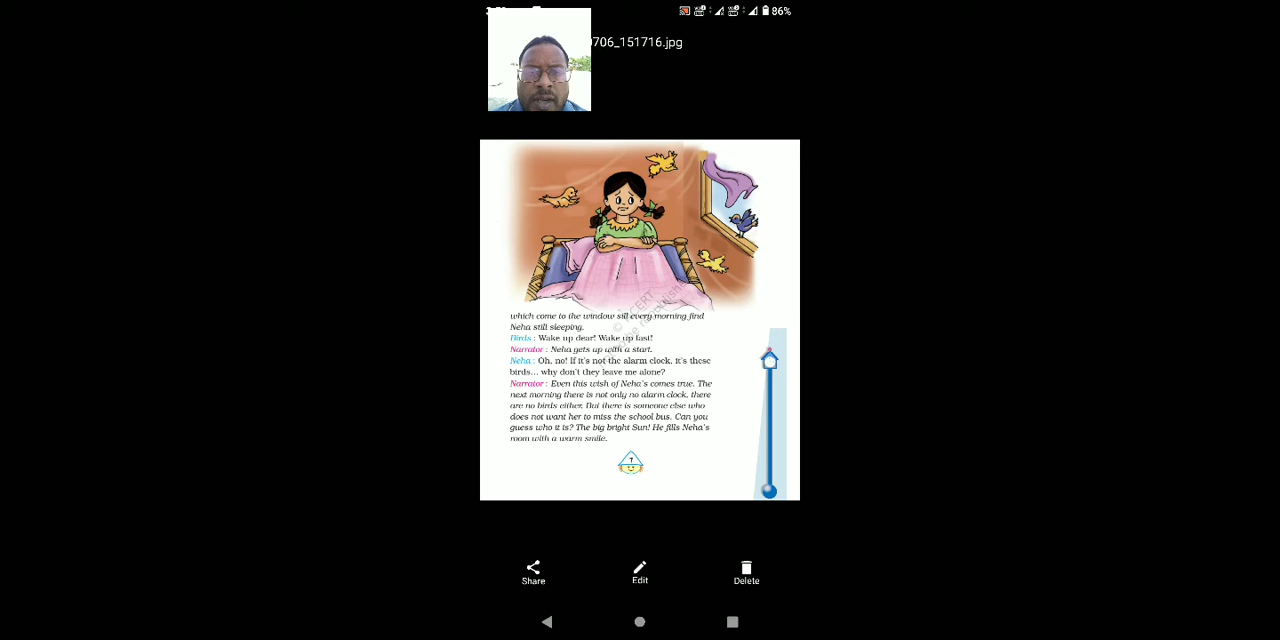 86%
0706_151716.jpg
which come to the window sill every morning find
Neha still sleeping.
Birds : Wake up dear! Wake up fast!
Narrator : Neha gets up with a start.
Neha : Oh, no! If it's not the alarm clock, it's these
birds... why don't they leave me alone?
Narrator : Even this wish of Neha's comes true. The
next morning there is not only no alarm clock, there
are no birds either. But there is someone else who
does not want her to miss the school bus. Can you
guess who it is? The big bright Sun! He fills Neha's
room with a warm smile.
7
Share Edit Delete